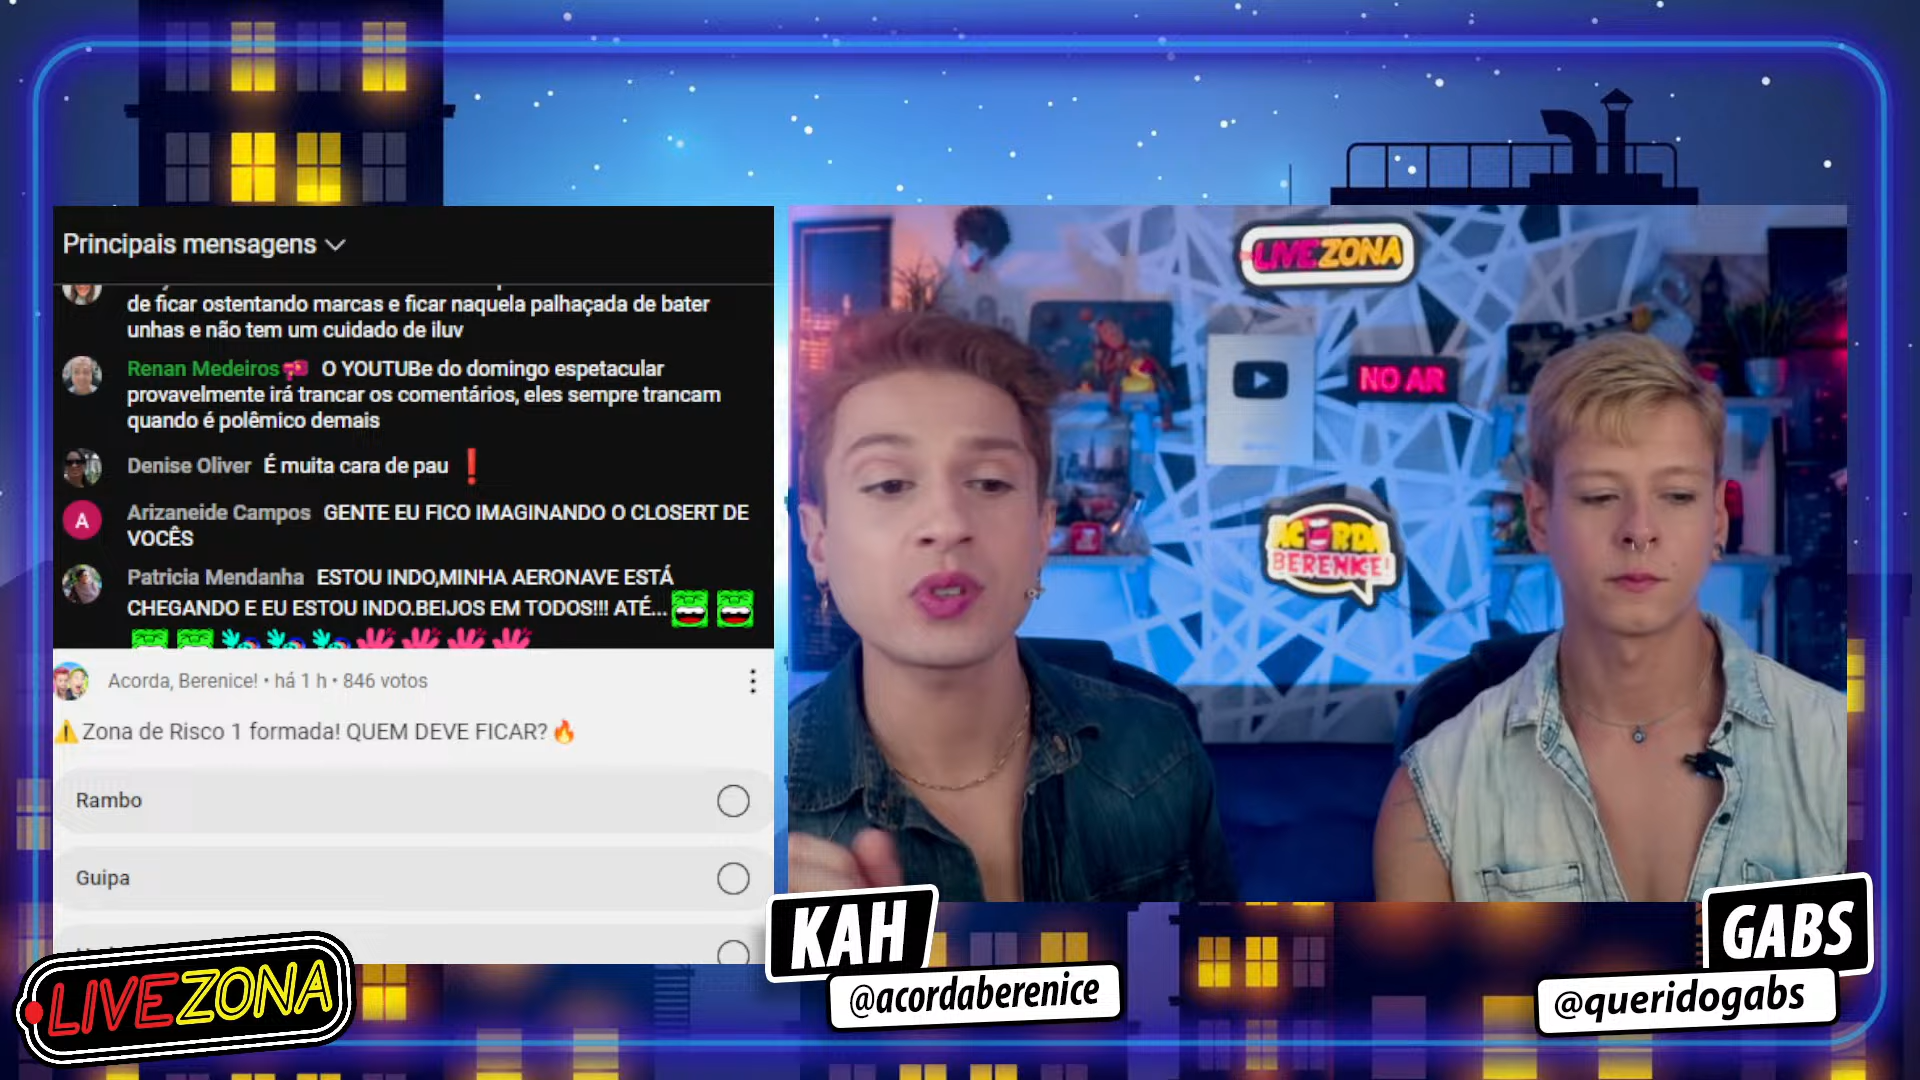 Principais mensagens
de ficar ostentando marcas e ficar naquela palhaçada de bater
unhas e não tem um cuidado de iluv
Renan Medeiros O YOUTUBe do domingo espetacular
provavelmente irá trancar os comentários, eles sempre trancam
quando é polêmico demais
Denise Oliver É muita cara de pau ❗
A
Arizaneide Campos GENTE EU FICO IMAGINANDO O CLOSERT DE
VOCÊS
Patricia Mendanha ESTOU INDO,MINHA AERONAVE ESTÁ
CHEGANDO E EU ESTOU INDO.BEIJOS EM TODOS!!! ATÉ...
Acorda, Berenice! • há 1 h • 846 votos
⚠️Zona de Risco 1 formada! QUEM DEVE FICAR?🔥
Rambo
Guipa
LIVEZONA
LIVEZONA
NO AR
ACORDA
BERENICE!
KAH
@acordaberenice
GABS
@queridogabs